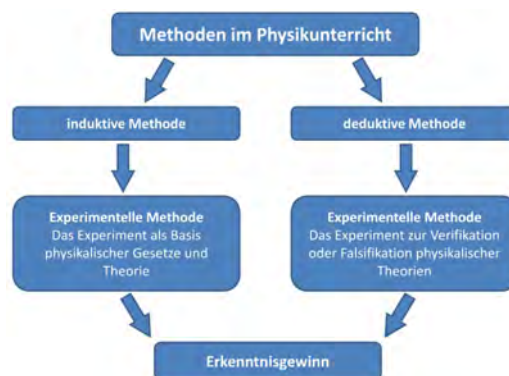 Methoden im Physikunterricht
induktive Methode
deduktive Methode
Experimentelle Methode
Das Experiment als Basis
physikalischer Gesetze und
Theorie
Experimentelle Methode
Das Experiment zur Verifikation
oder Falsifikation physikalischer
Theorien
Erkenntnisgewinn